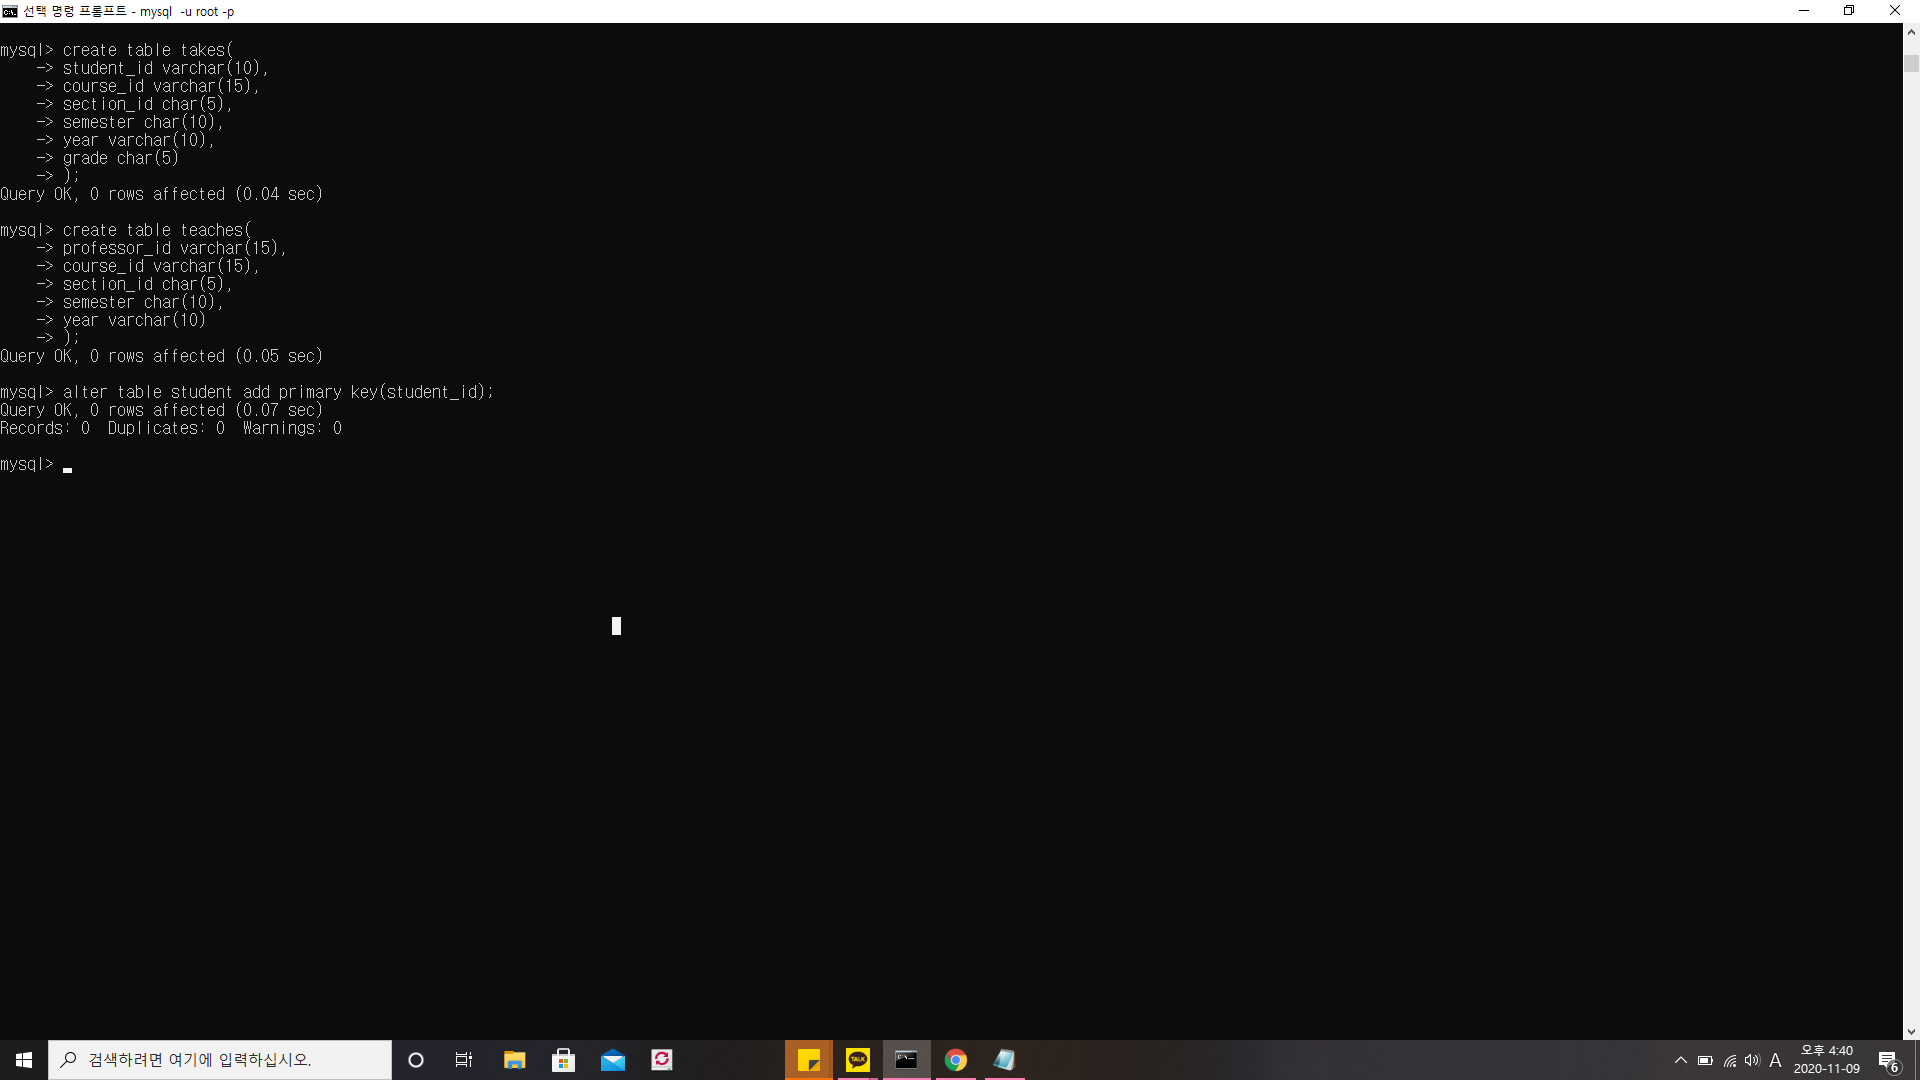 선택 명령 프롬프트 - mysql  -u root -p
mysql> create table takes(
    -> student_id varchar(10),
    -> course_id varchar(15),
    -> section_id char(5),
    -> semester char(10),
    -> year varchar(10),
    -> grade char(5)
    -> );
Query OK, 0 rows affected (0.04 sec)
mysql> create table teaches(
    -> professor_id varchar(15),
    -> course_id varchar(15),
    -> section_id char(5),
    -> semester char(10),
    -> year varchar(10)
    -> );
Query OK, 0 rows affected (0.05 sec)
mysql> alter table student add primary key(student_id);
Query OK, 0 rows affected (0.07 sec)
Records: 0  Duplicates: 0  Warnings: 0
mysql>
검색하려면 여기에 입력하십시오.
TALK
A
오후 4:40
2020-11-09
6